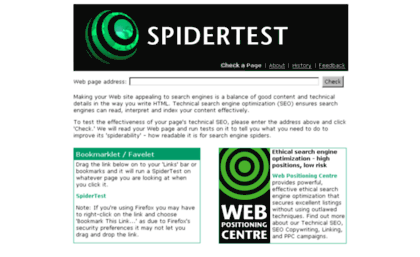 SPIDERTEST
Check a Page | About | History | Feedback
Web page address: Check
Making your Web site appealing to search engines is a balance of good content and technical
details in the way you write HTML. Technical search engine optimization (SEO) ensures search
engines can read, interpret and index your content effectively.
To test the effectiveness of your page's technical SEO, please enter the address above and click
'Check.' We will read your Web page and run tests on it to tell you what you need to do to
improve its 'spiderability' - how readable it is for search engine spiders.
Bookmarklet / Favelet
Drag the link below on to your 'Links' bar or
bookmarks and it will run a SpiderTest on
whatever page you are looking at when
you click it.
SpiderTest
Note: If you're using Firefox you may have
to right-click on the link and choose
'Bookmark This Link...' as due to Firefox's
security preferences it may not let you
drag and drop the link.
WEB
POSITIONING
CENTRE
Ethical search engine
optimization - high
positions, low risk
Web Positioning Centre
provides powerful,
effective ethical search
engine optimization that
secures excellent listings
without using outlawed
techniques. Find out more
about our Technical SEO,
SEO Copywriting, Linking,
and PPC campaigns.